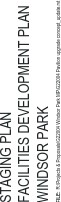 STAGING PLAN
FACILITIES DEVELOPMENT PLAN
WINDSOR PARK